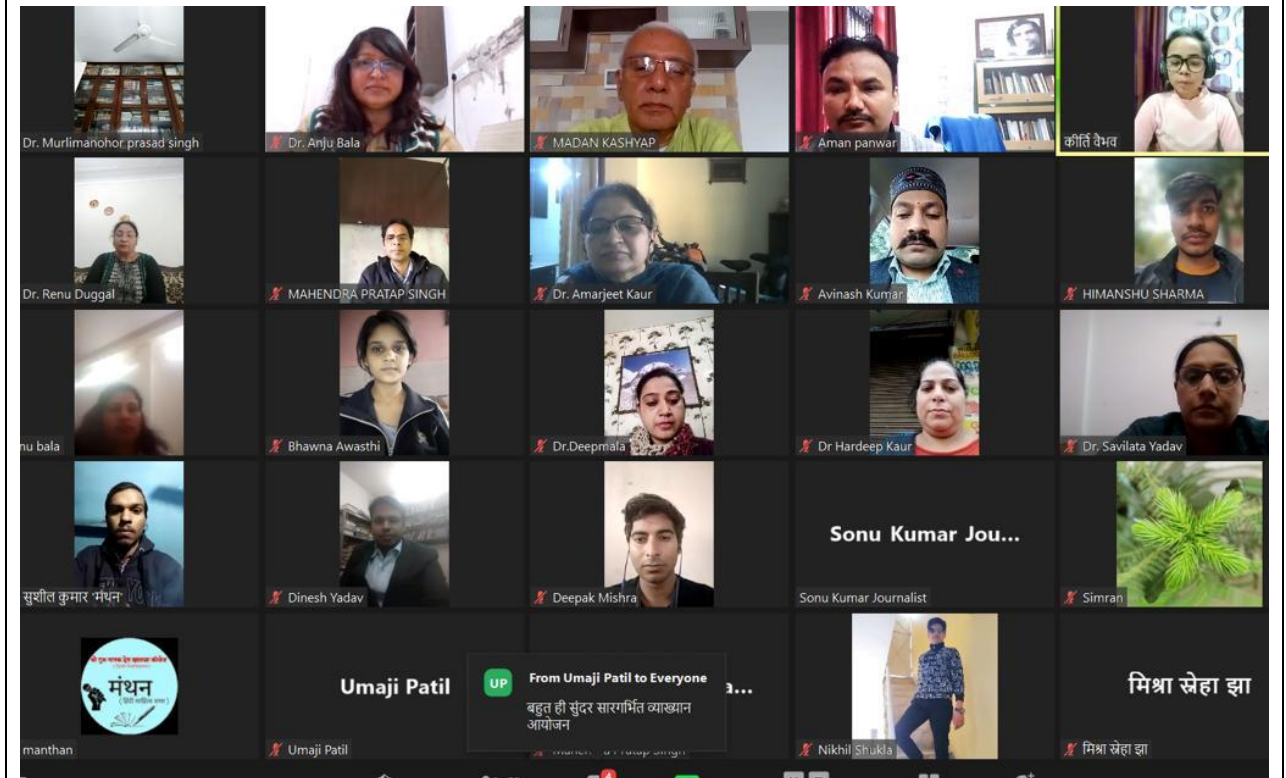 Dr. Murlimanohor prasad singh
Dr. Anju Bala
MADAN KASHYAP
Aman panwar
कीर्ति वैभव
Dr. Renu Duggal
MAHENDRA PRATAP SINGH
Dr. Amarjeet Kaur
Avinash Kumar
HIMANSHU SHARMA
nu bala
Bhawna Awasthi
Dr.Deepmala
Dr Hardeep Kaur
Dr. Savilata Yadav
सुशील कुमार 'मंथन'
Dinesh Yadav
Deepak Mishra
Sonu Kumar Jou...
Sonu Kumar Journalist
Simran
मंथन
manthan
Umaji Patil
Umaji Patil
UP
From Umaji Patil to Everyone
बहुत ही सुंदर सारगर्भित व्याख्यान
आयोजन
a...
Nikhil Shukla
मिश्रा स्नेहा झा
मिश्रा स्नेहा झा
4